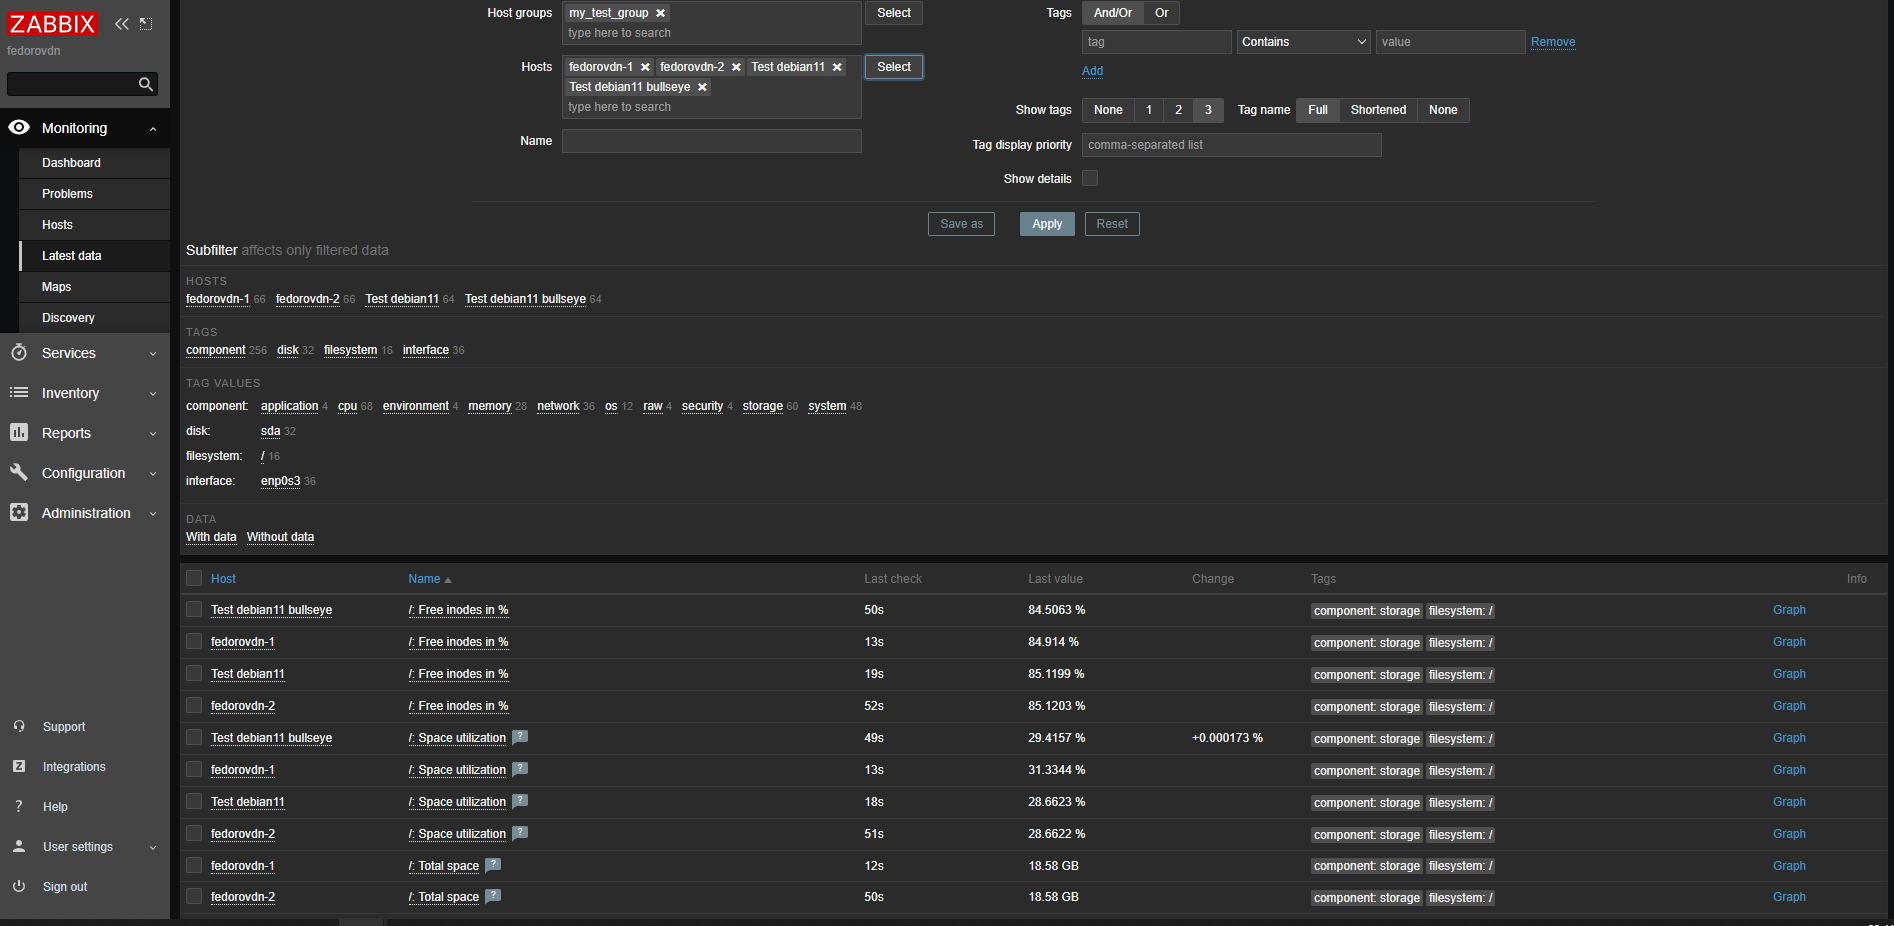 ZABBIX
fedorovdn
Monitoring
Dashboard
Problems
Hosts
Latest data
Maps
Discovery
Services
Inventory
Reports
Configuration
Administration
Support
Integrations
Help
User settings
Sign out
Host groups my_test_group Select
type here to search
Hosts fedorovdn-1 fedorovdn-2 Test debian11 Select
Test debian11 bullseye
type here to search
Name
Tags And/Or Or
tag Contains value Remove
Add
Show tags None 1 2 3 Tag name Full Shortened None
Tag display priority comma-separated list
Show details
Save as Apply Reset
Subfilter affects only filtered data
HOSTS
fedorovdn-1 66 fedorovdn-2 66 Test debian11 64 Test debian11 bullseye 64
TAGS
component 256 disk 32 filesystem 16 interface 36
TAG VALUES
component: application 4 cpu 68 environment 4 memory 28 network 36 os 12 raw 4 security 4 storage 60 system 48
disk: sda 32
filesystem: / 16
interface: enp0s3 36
DATA
With data Without data
Host Name Last check Last value Change Tags Info
Test debian11 bullseye /: Free inodes in % 50s 84.5063 % component: storage filesystem: / Graph
fedorovdn-1 /: Free inodes in % 13s 84.914 % component: storage filesystem: / Graph
Test debian11 /: Free inodes in % 19s 85.1199 % component: storage filesystem: / Graph
fedorovdn-2 /: Free inodes in % 52s 85.1203 % component: storage filesystem: / Graph
Test debian11 bullseye /: Space utilization ? 49s 29.4157 % +0.000173 % component: storage filesystem: / Graph
fedorovdn-1 /: Space utilization ? 13s 31.3344 % component: storage filesystem: / Graph
Test debian11 /: Space utilization ? 18s 28.6623 % component: storage filesystem: / Graph
fedorovdn-2 /: Space utilization ? 51s 28.6622 % component: storage filesystem: / Graph
fedorovdn-1 /: Total space ? 12s 18.58 GB component: storage filesystem: / Graph
fedorovdn-2 /: Total space ? 50s 18.58 GB component: storage filesystem: / Graph